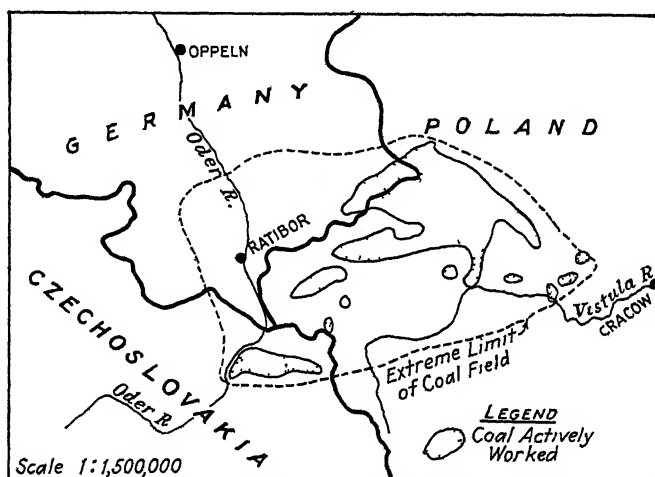 OPPELN
GERMANY
POLAND
Oder R.
RATIBOR
CZECHOSLOVAKIA
Vistula R
CRACOW
Extreme Limit
of Coal Field
Oder R
LEGEND
Coal Actively
Worked
Scale 1:1,500,000